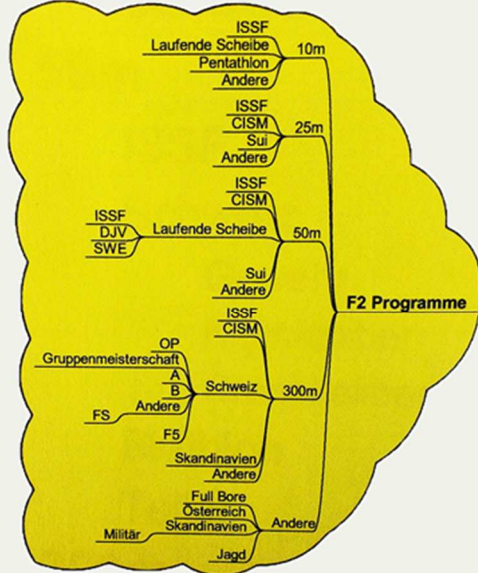 ISSF
Laufende Scheibe
Pentathlon
Andere
10m
ISSF
CISM
Sui
Andere
25m
ISSF
CISM
ISSF
DJV
SWE
Laufende Scheibe
Sui
Andere
50m
F2 Programme
ISSF
CISM
OP
Gruppenmeisterschaft
A
B
Andere
FS
F5
Schweiz
Skandinavien
Andere
300m
Full Bore
Österreich
Skandinavien
Militär
Jagd
Andere